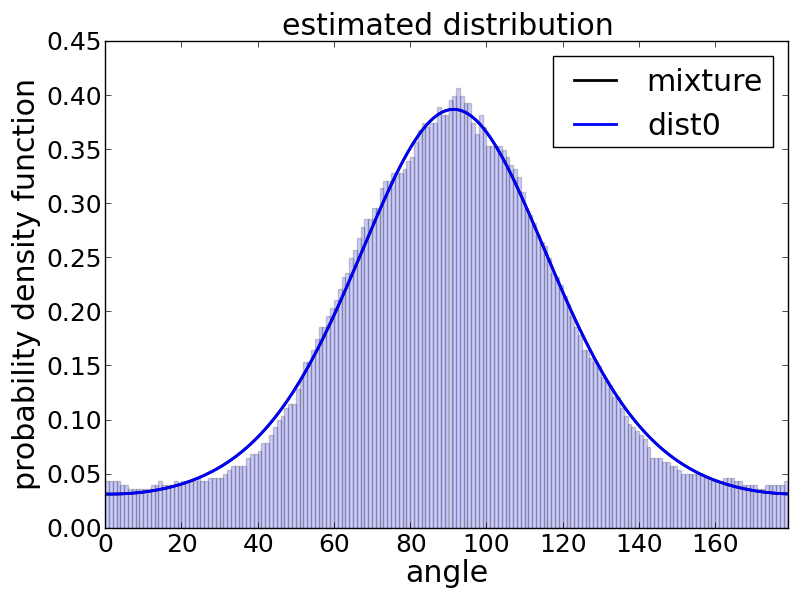 estimated distribution
0.45
0.40
0.35
0.30
0.25
0.20
0.15
0.10
0.05
0.00
probability density function
mixture
dist0
0 20 40 60 80 100 120 140 160
angle